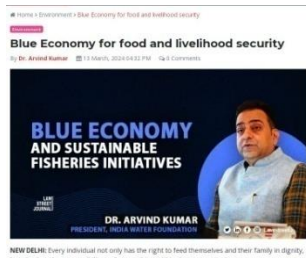 Home > Environment > Blue Economy for food and livelihood security
Environment
Blue Economy for food and livelihood security
By Dr. Arvind Kumar 13 March, 2024 04:02 PM 0 Comments
BLUE ECONOMY
AND SUSTAINABLE
FISHERIES INITIATIVES
LAW
STREET
JOURNAL
DR. ARVIND KUMAR
PRESIDENT, INDIA WATER FOUNDATION
NEW DELHI: Every individual not only has the right to feed themselves and their family in dignity,